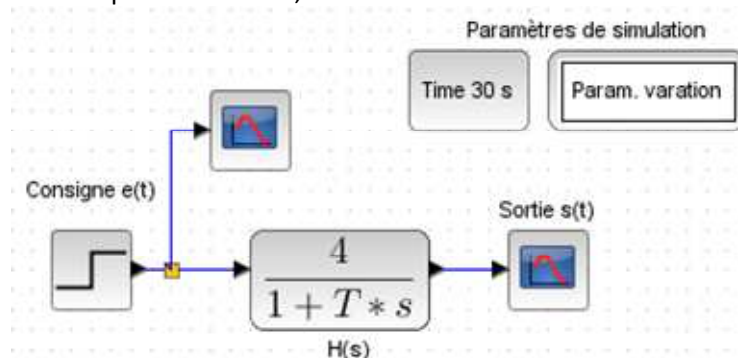 Paramètres de simulation
Time 30 s
Param. varation
Consigne e(t)
Sortie s(t)
4
1 + T * s
H(s)